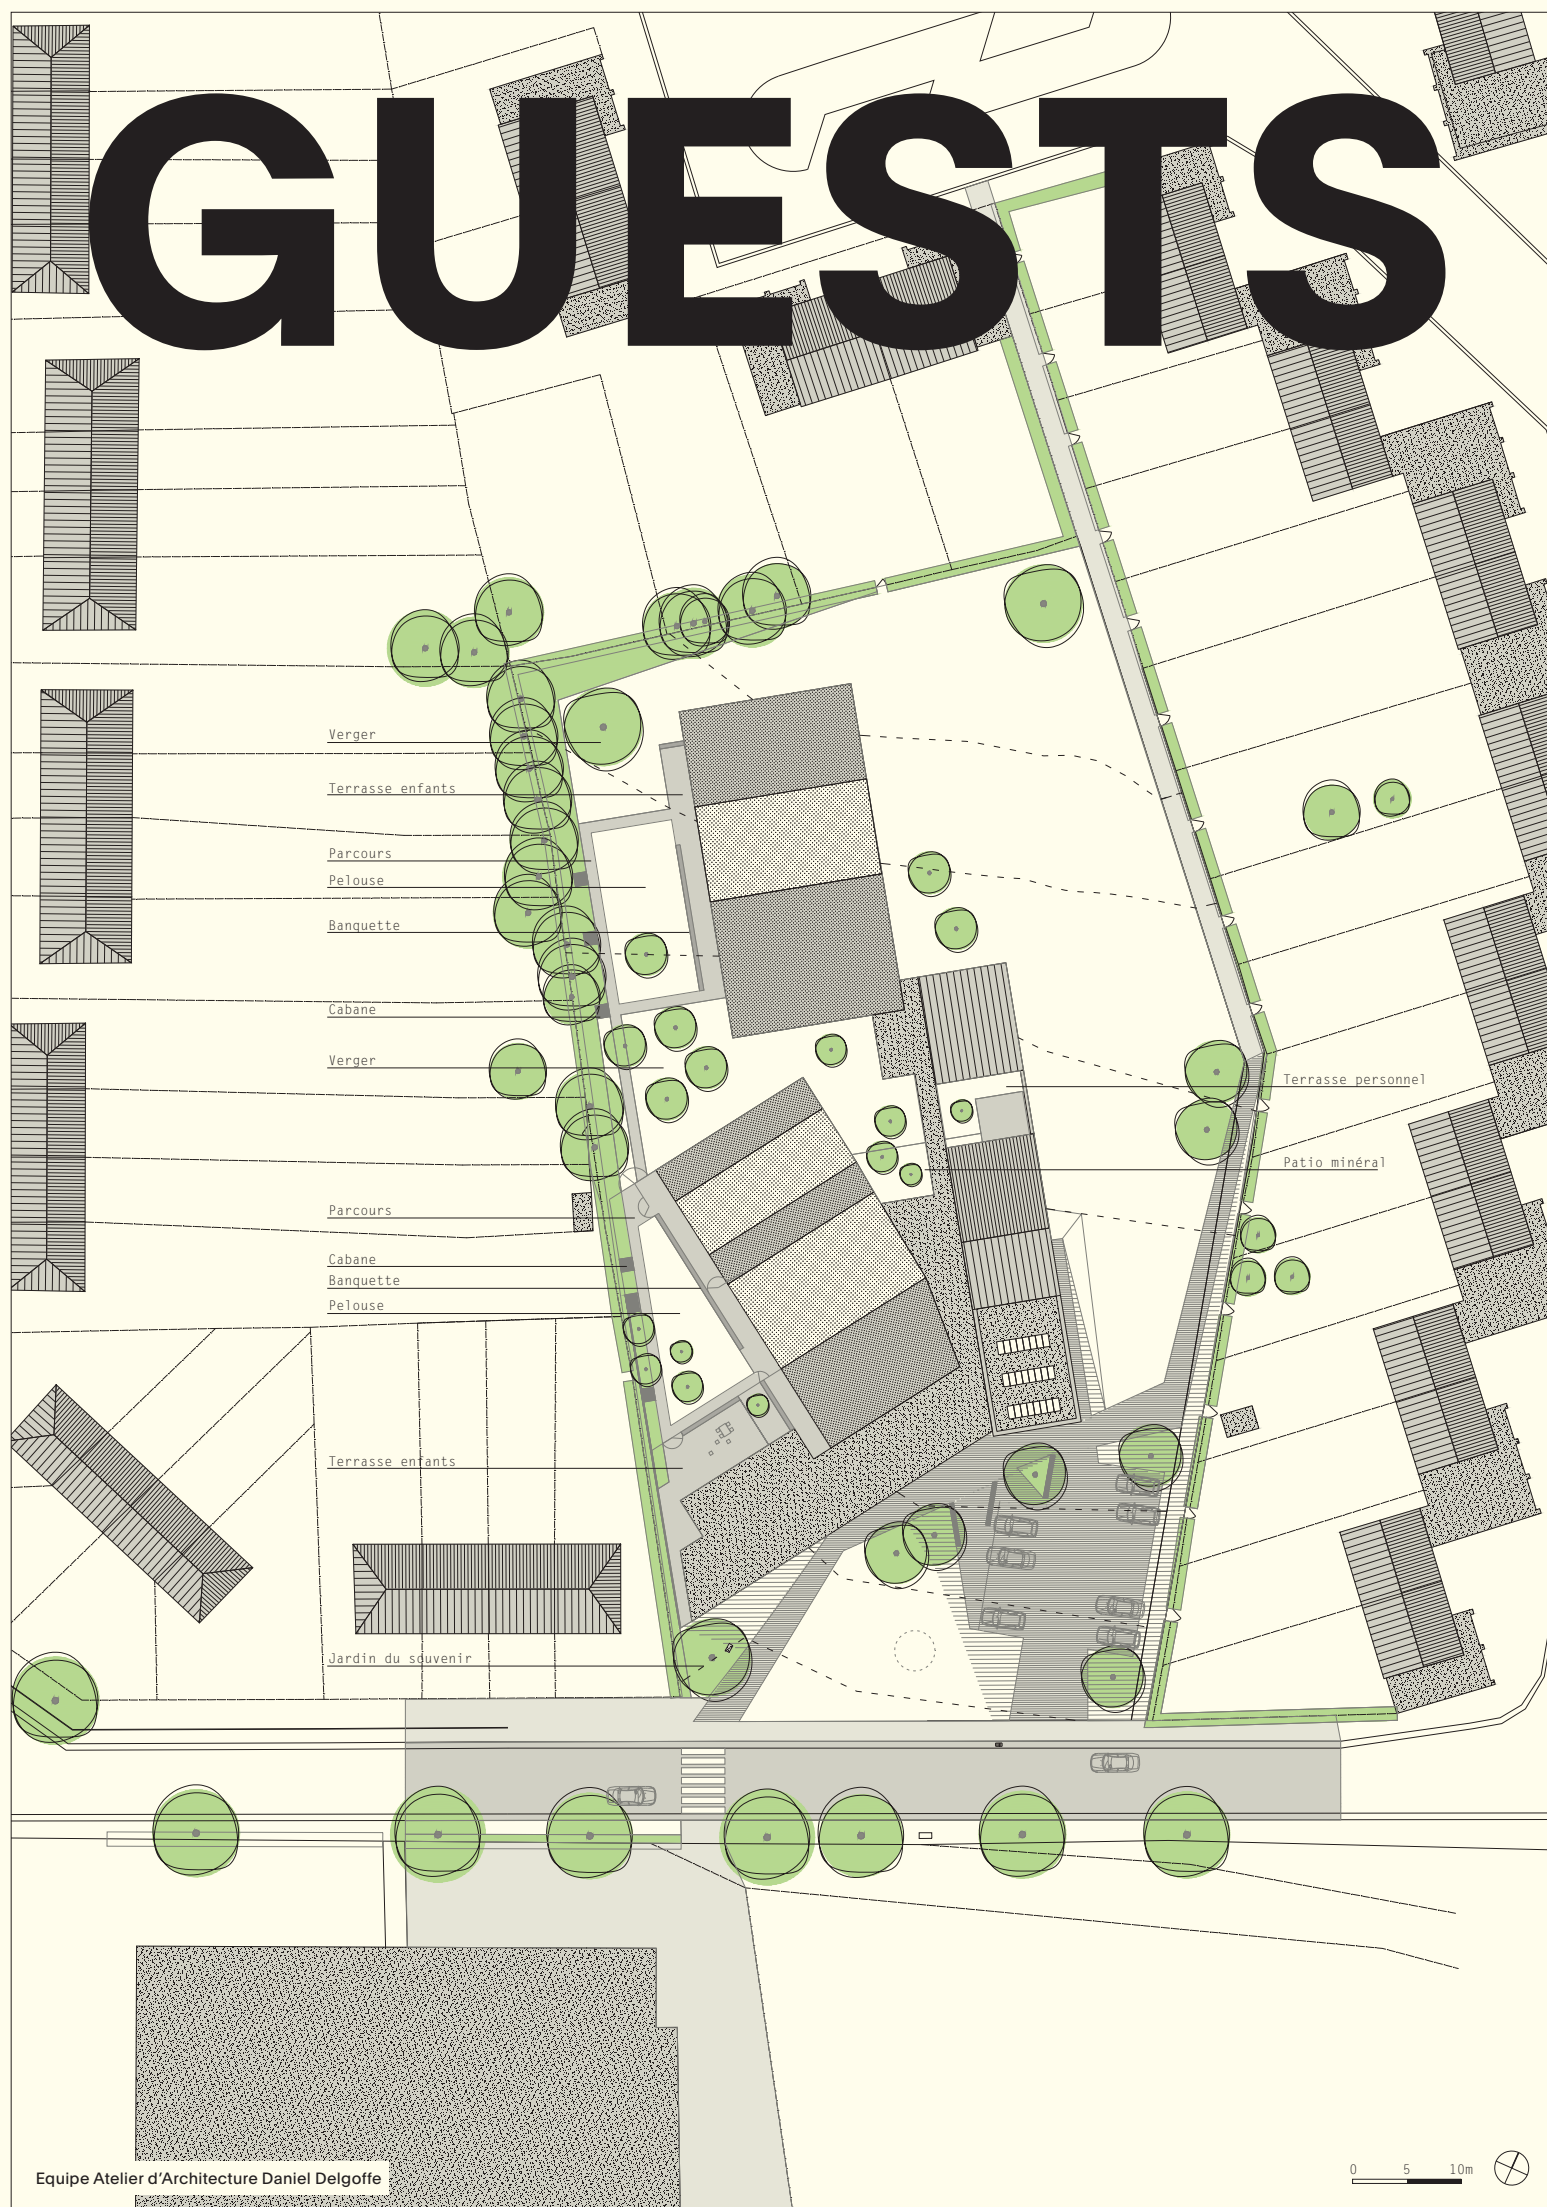 GUESTS
Verger
Terrasse enfants
Parcours
Pelouse
Banquette
Cabane
Verger
Terrasse personnel
Patio minéral
Parcours
Cabane
Banquette
Pelouse
Terrasse enfants
Jardin du souvenir
Equipe Atelier d’Architecture Daniel Delgoffe
0 5 10m